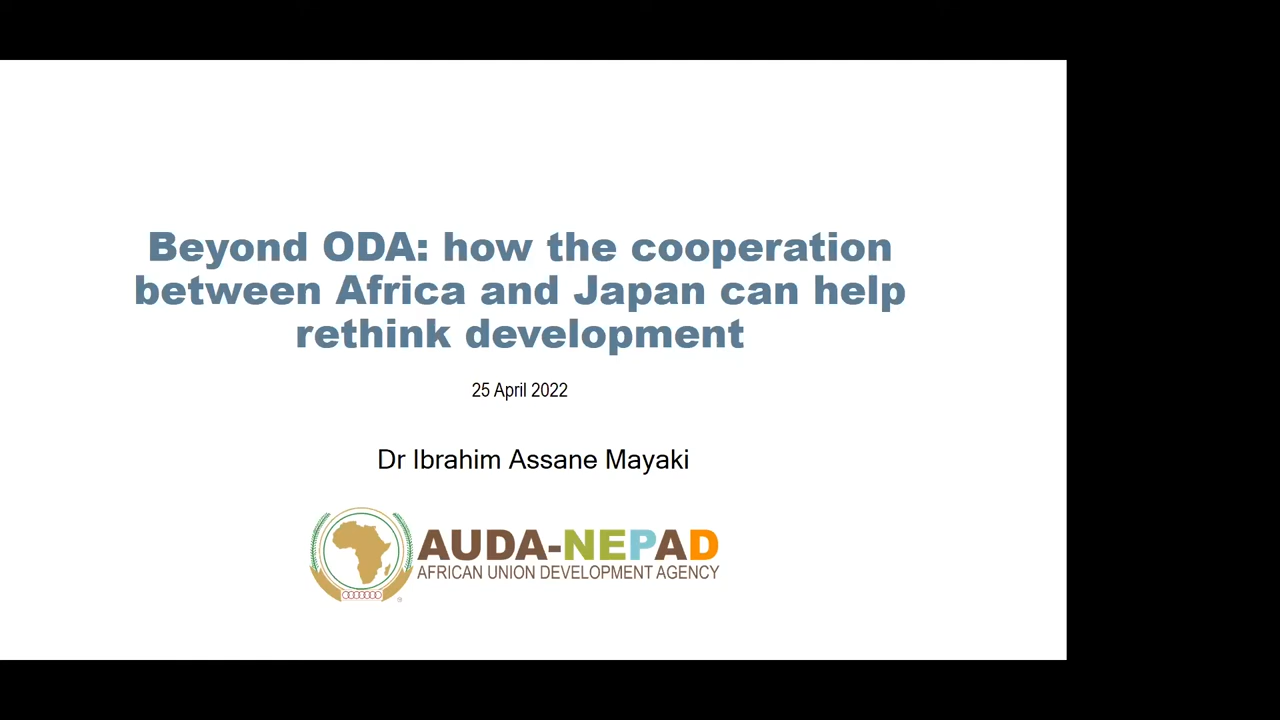 Beyond ODA: how the cooperation
between Africa and Japan can help
rethink development
25 April 2022
Dr Ibrahim Assane Mayaki
AUDA-NEPAD
AFRICAN UNION DEVELOPMENT AGENCY